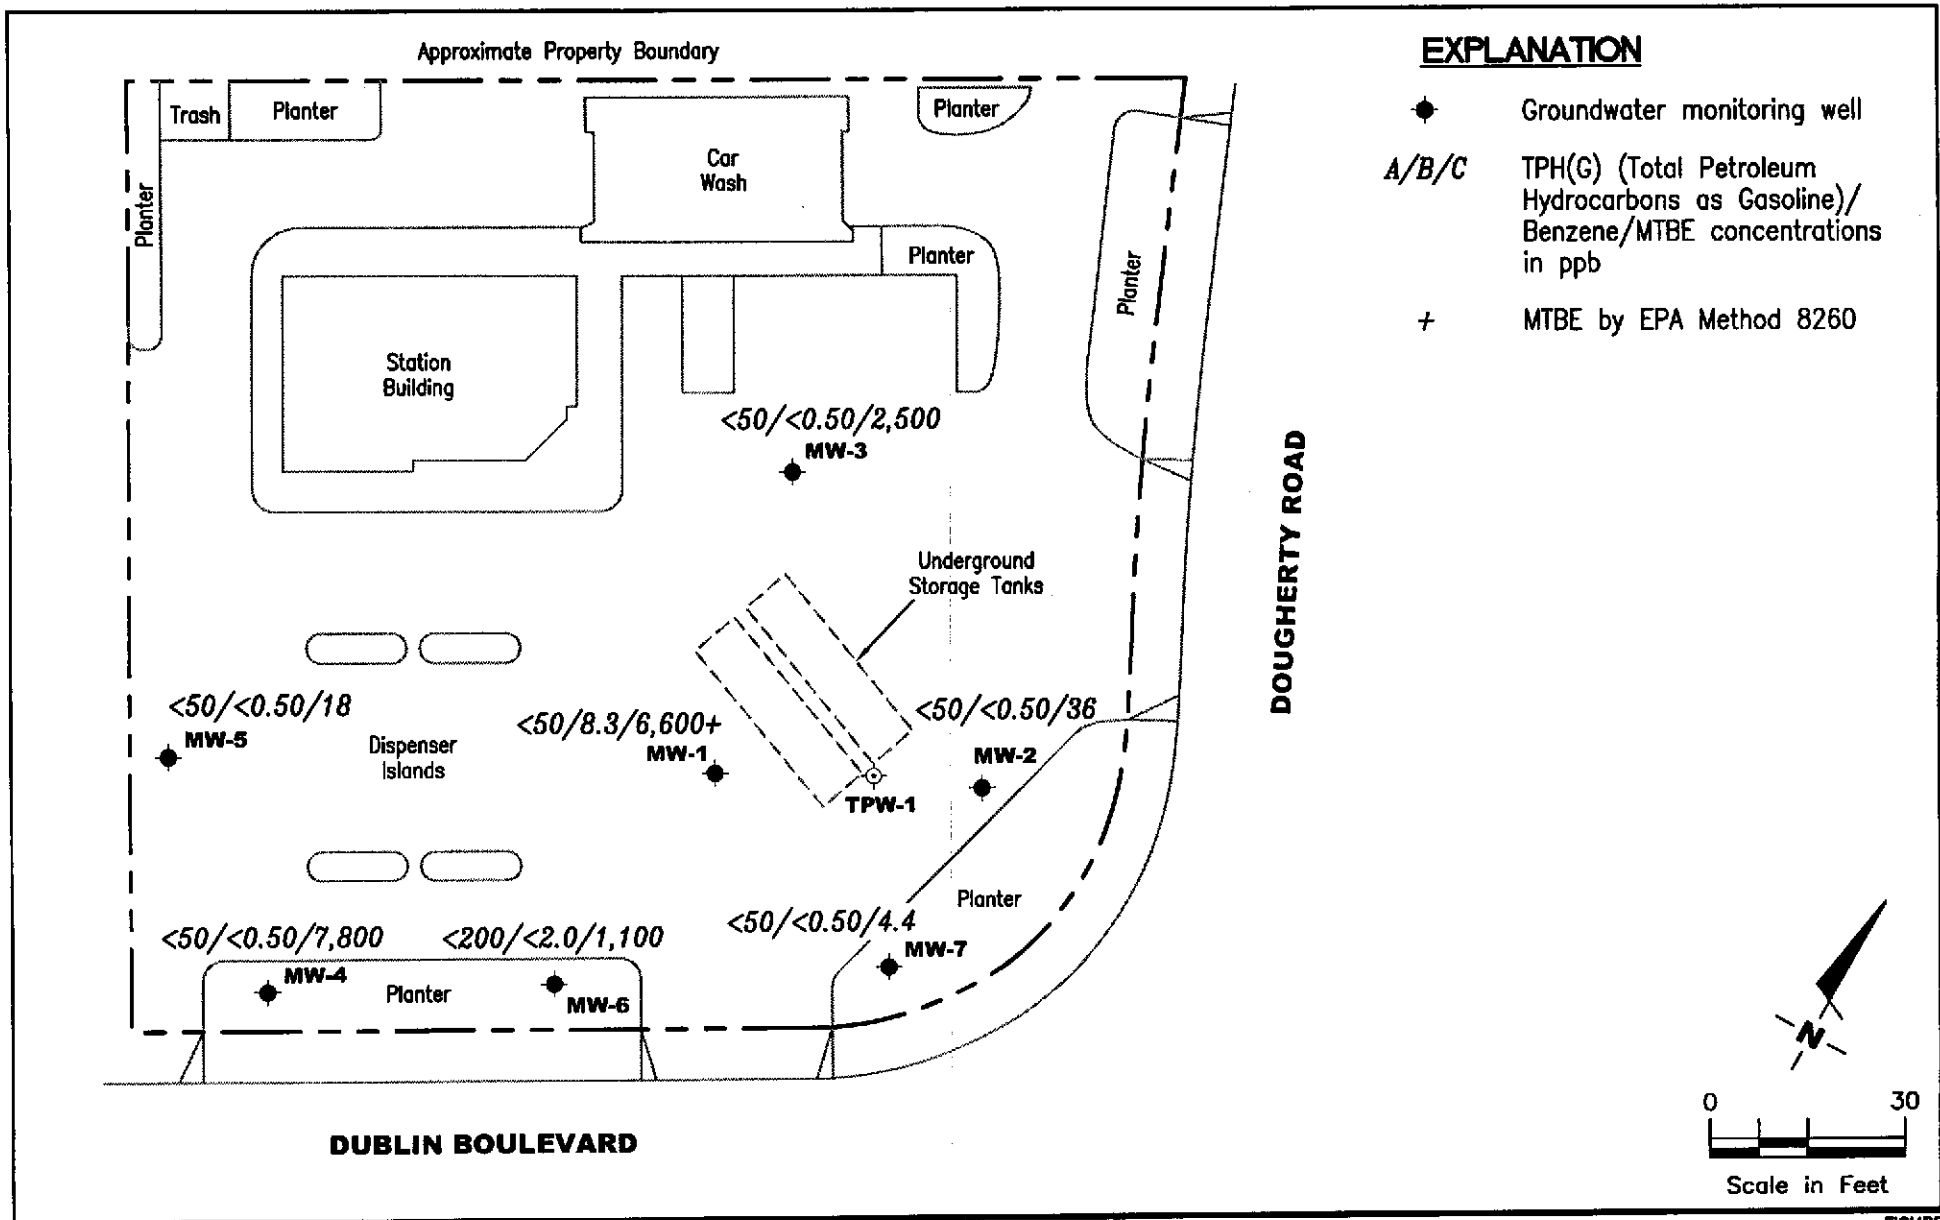 Approximate Property Boundary
EXPLANATION
Groundwater monitoring well
A/B/C
TPH(G) (Total Petroleum
Hydrocarbons as Gasoline)/
Benzene/MTBE concentrations
in ppb
+
MTBE by EPA Method 8260
Trash
Planter
Planter
Planter
Car
Wash
Planter
Planter
Station
Building
<50/<0.50/2,500
MW-3
DOUGHERTY ROAD
Underground
Storage Tanks
<50/<0.50/18
MW-5
Dispenser
Islands
<50/8.3/6,600+
MW-1
<50/<0.50/36
MW-2
TPW-1
Planter
<50/<0.50/7,800
MW-4
<200/<2.0/1,100
MW-6
Planter
<50/<0.50/4.4
MW-7
N
0 30
Scale in Feet
DUBLIN BOULEVARD